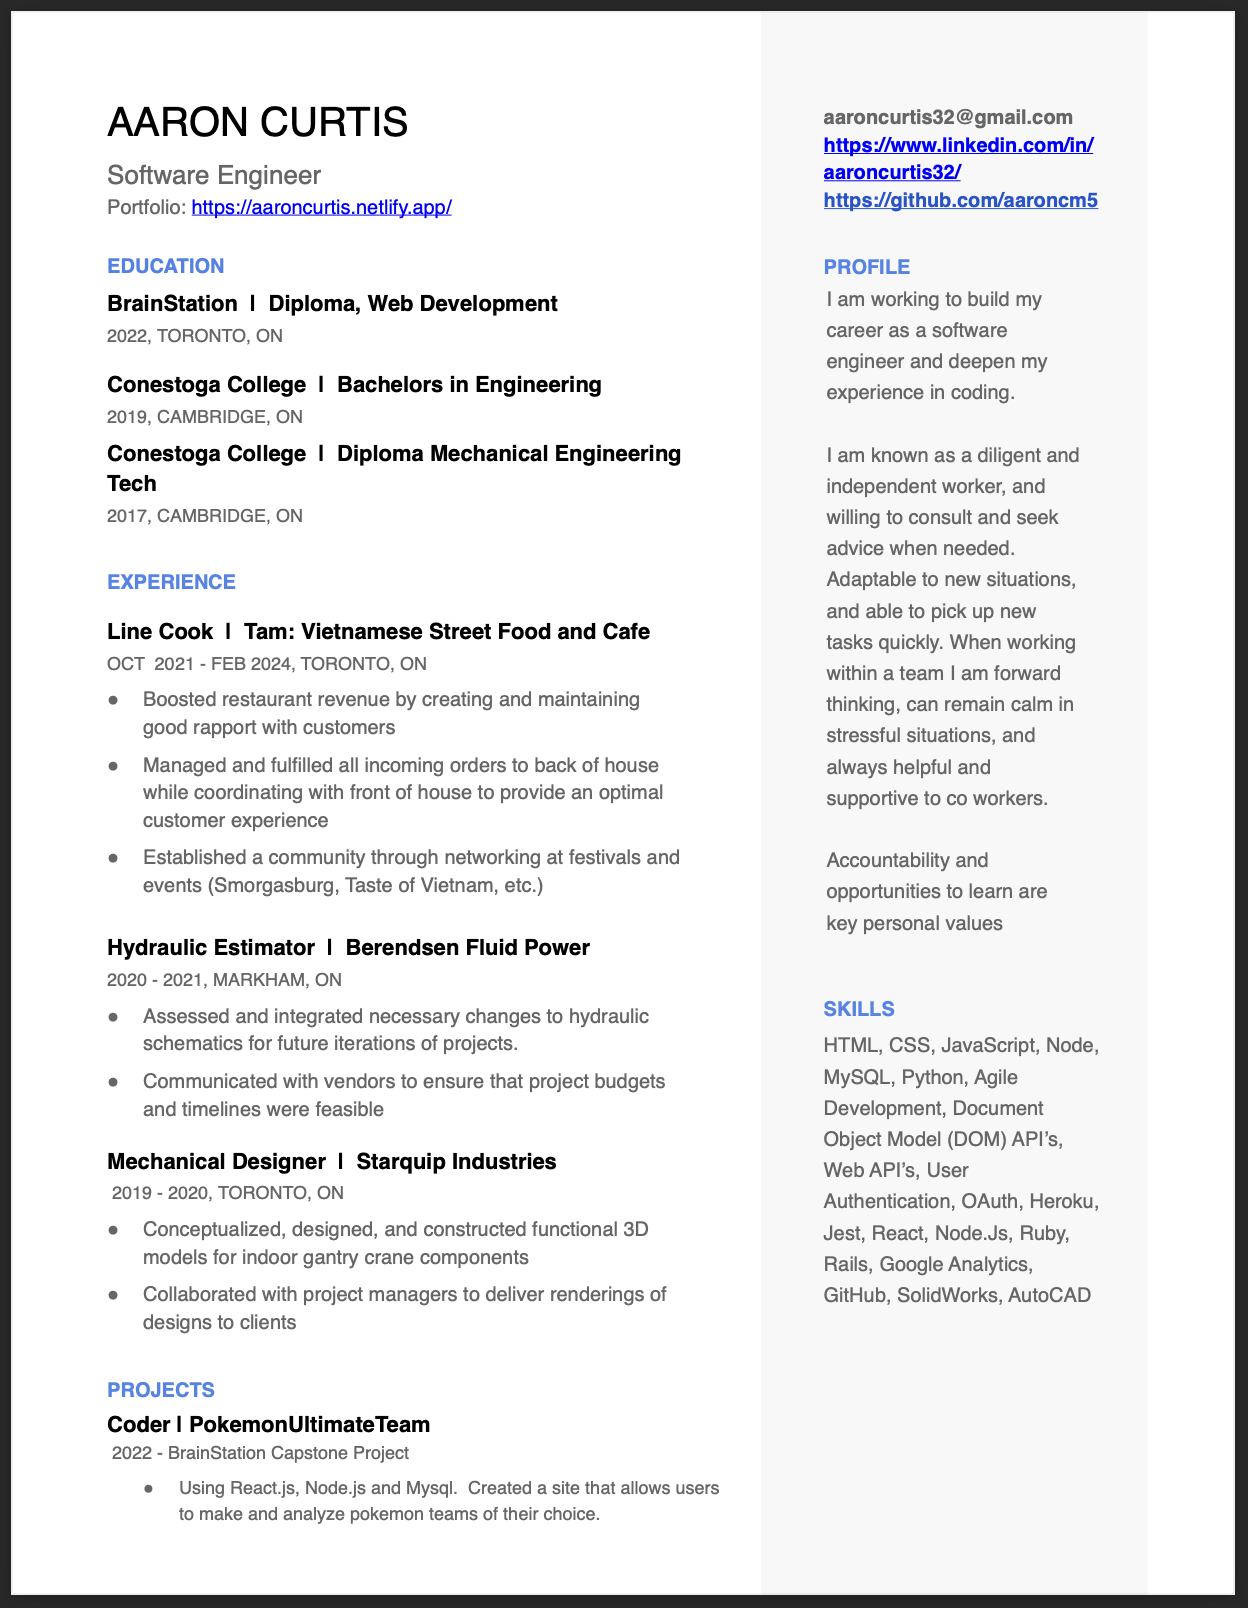 AARON CURTIS
Software Engineer
Portfolio: https://aaroncurtis.netlify.app/
EDUCATION
BrainStation | Diploma, Web Development
2022, TORONTO, ON
Conestoga College | Bachelors in Engineering
2019, CAMBRIDGE, ON
Conestoga College | Diploma Mechanical Engineering
Tech
2017, CAMBRIDGE, ON
EXPERIENCE
Line Cook | Tam: Vietnamese Street Food and Cafe
OCT 2021 - FEB 2024, TORONTO, ON
● Boosted restaurant revenue by creating and maintaining
good rapport with customers
● Managed and fulfilled all incoming orders to back of house
while coordinating with front of house to provide an optimal
customer experience
● Established a community through networking at festivals and
events (Smorgasburg, Taste of Vietnam, etc.)
Hydraulic Estimator | Berendsen Fluid Power
2020 - 2021, MARKHAM, ON
● Assessed and integrated necessary changes to hydraulic
schematics for future iterations of projects.
● Communicated with vendors to ensure that project budgets
and timelines were feasible
Mechanical Designer | Starquip Industries
2019 - 2020, TORONTO, ON
● Conceptualized, designed, and constructed functional 3D
models for indoor gantry crane components
● Collaborated with project managers to deliver renderings of
designs to clients
PROJECTS
Coder | PokemonUltimateTeam
2022 - BrainStation Capstone Project
● Using React.js, Node.js and Mysql. Created a site that allows users
to make and analyze pokemon teams of their choice.
aaroncurtis32@gmail.com
https://www.linkedin.com/in/
aaroncurtis32/
https://github.com/aaroncm5
PROFILE
I am working to build my
career as a software
engineer and deepen my
experience in coding.
I am known as a diligent and
independent worker, and
willing to consult and seek
advice when needed.
Adaptable to new situations,
and able to pick up new
tasks quickly. When working
within a team I am forward
thinking, can remain calm in
stressful situations, and
always helpful and
supportive to co workers.
Accountability and
opportunities to learn are
key personal values
SKILLS
HTML, CSS, JavaScript, Node,
MySQL, Python, Agile
Development, Document
Object Model (DOM) API’s,
Web API’s, User
Authentication, OAuth, Heroku,
Jest, React, Node.Js, Ruby,
Rails, Google Analytics,
GitHub, SolidWorks, AutoCAD